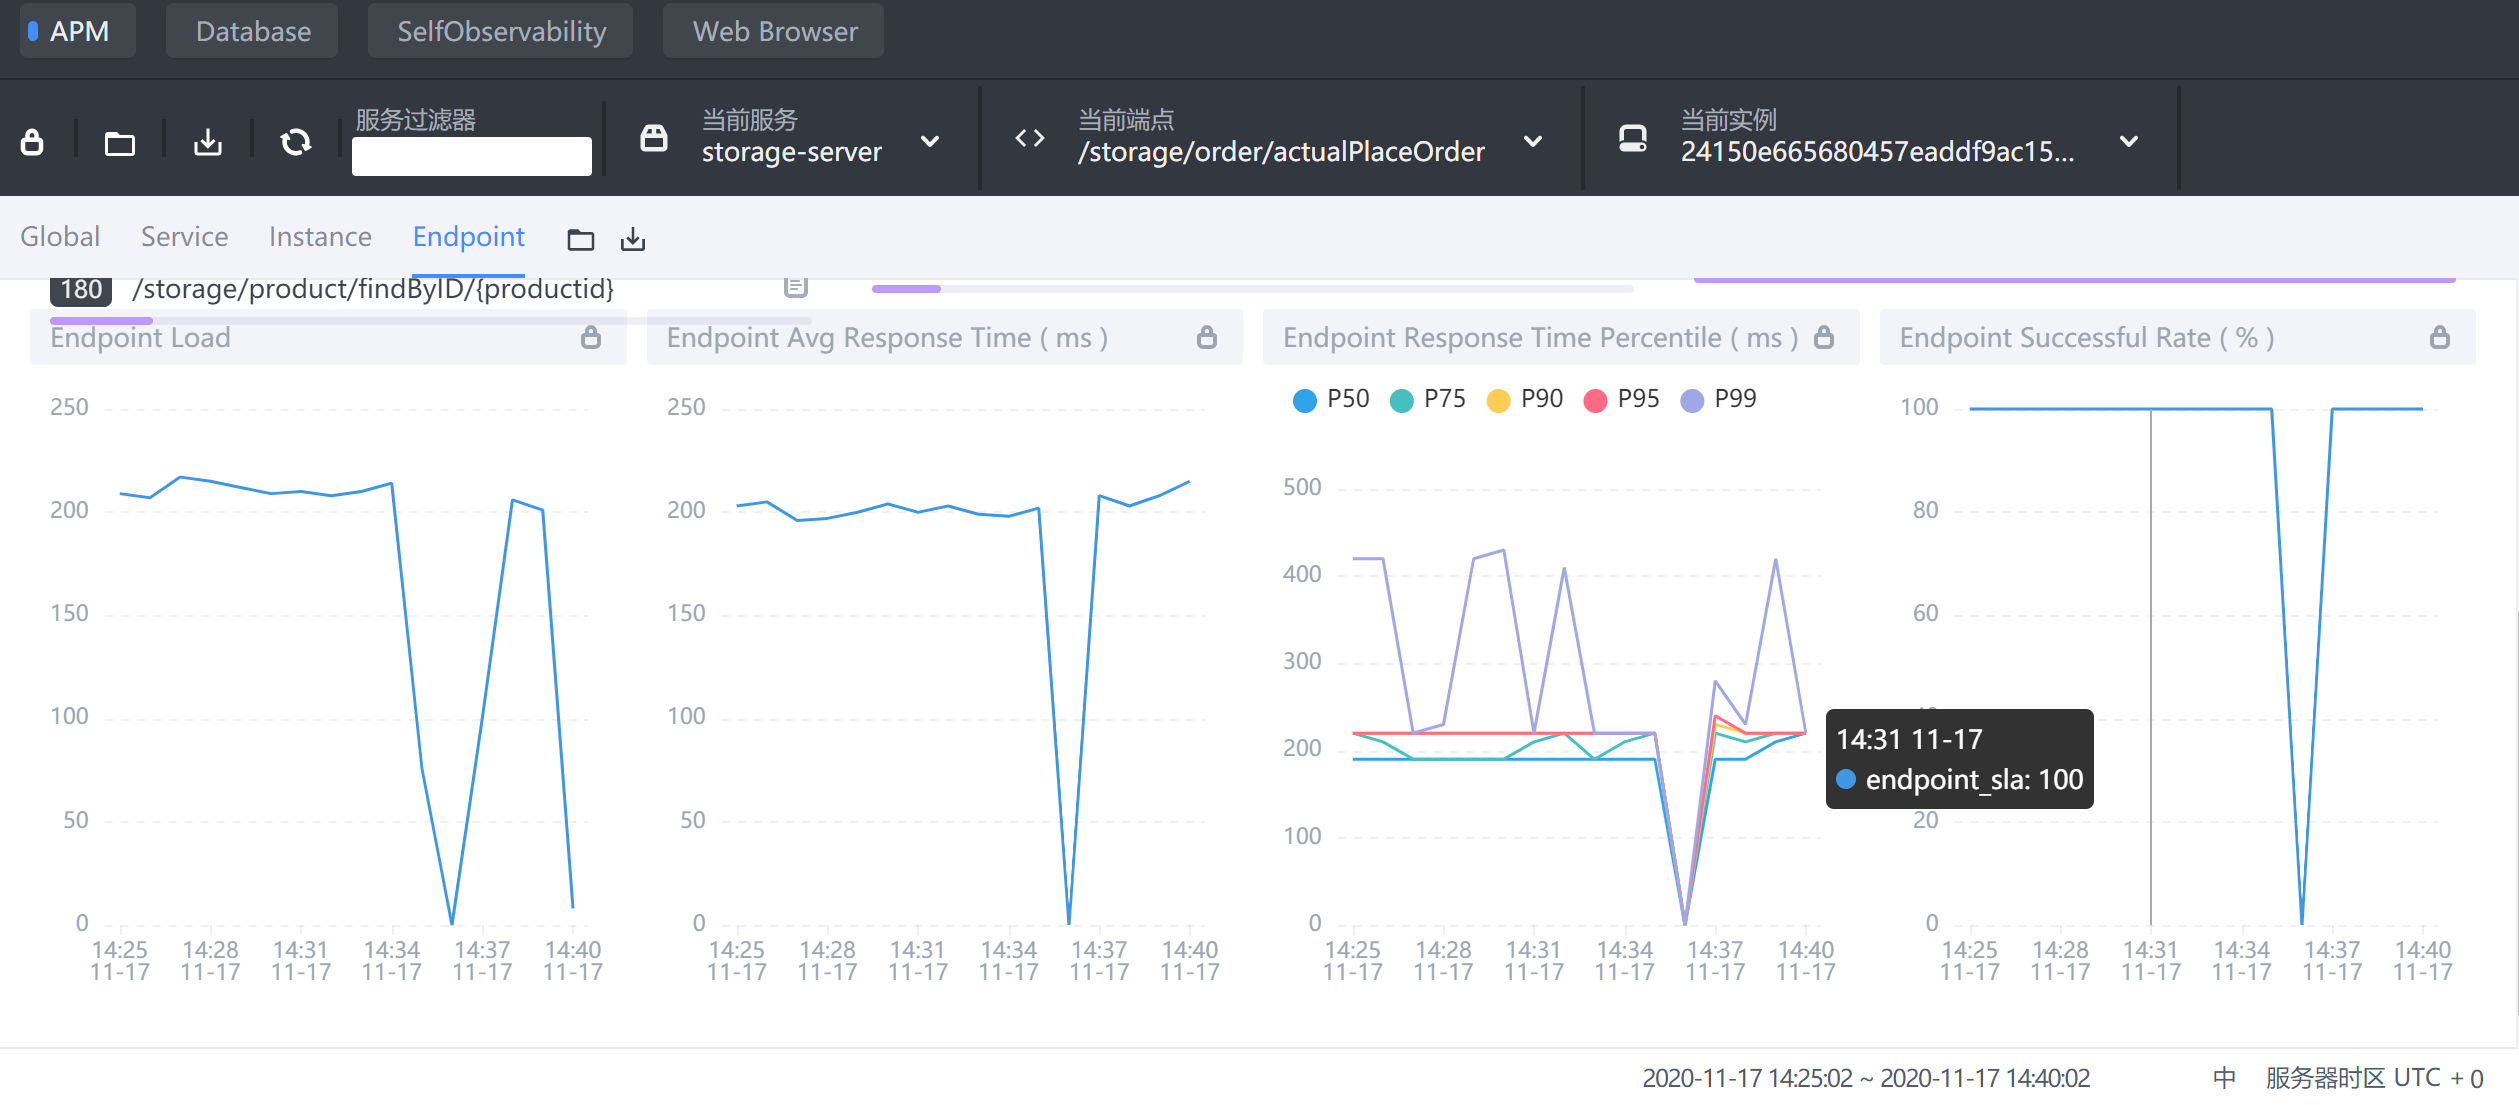 APM Database SelfObservability Web Browser
服务过滤器
当前服务
storage-server
当前端点
/storage/order/actualPlaceOrder
当前实例
24150e665680457eaddf9ac15...
Global Service Instance Endpoint
180 /storage/product/findByID/{productid}
Endpoint Load
250
200
150
100
50
0
14:25 14:28 14:31 14:34 14:37 14:40
11-17 11-17 11-17 11-17 11-17 11-17
Endpoint Avg Response Time ( ms )
250
200
150
100
50
0
14:25 14:28 14:31 14:34 14:37 14:40
11-17 11-17 11-17 11-17 11-17 11-17
Endpoint Response Time Percentile ( ms )
P50 P75 P90 P95 P99
500
400
300
200
100
0
14:25 14:28 14:31 14:34 14:37 14:40
11-17 11-17 11-17 11-17 11-17 11-17
Endpoint Successful Rate ( % )
100
80
60
20
0
14:31 11-17
endpoint_sla: 100
14:25 14:28 14:31 14:34 14:37 14:40
11-17 11-17 11-17 11-17 11-17 11-17
2020-11-17 14:25:02 ~ 2020-11-17 14:40:02
中 服务器时区 UTC + 0